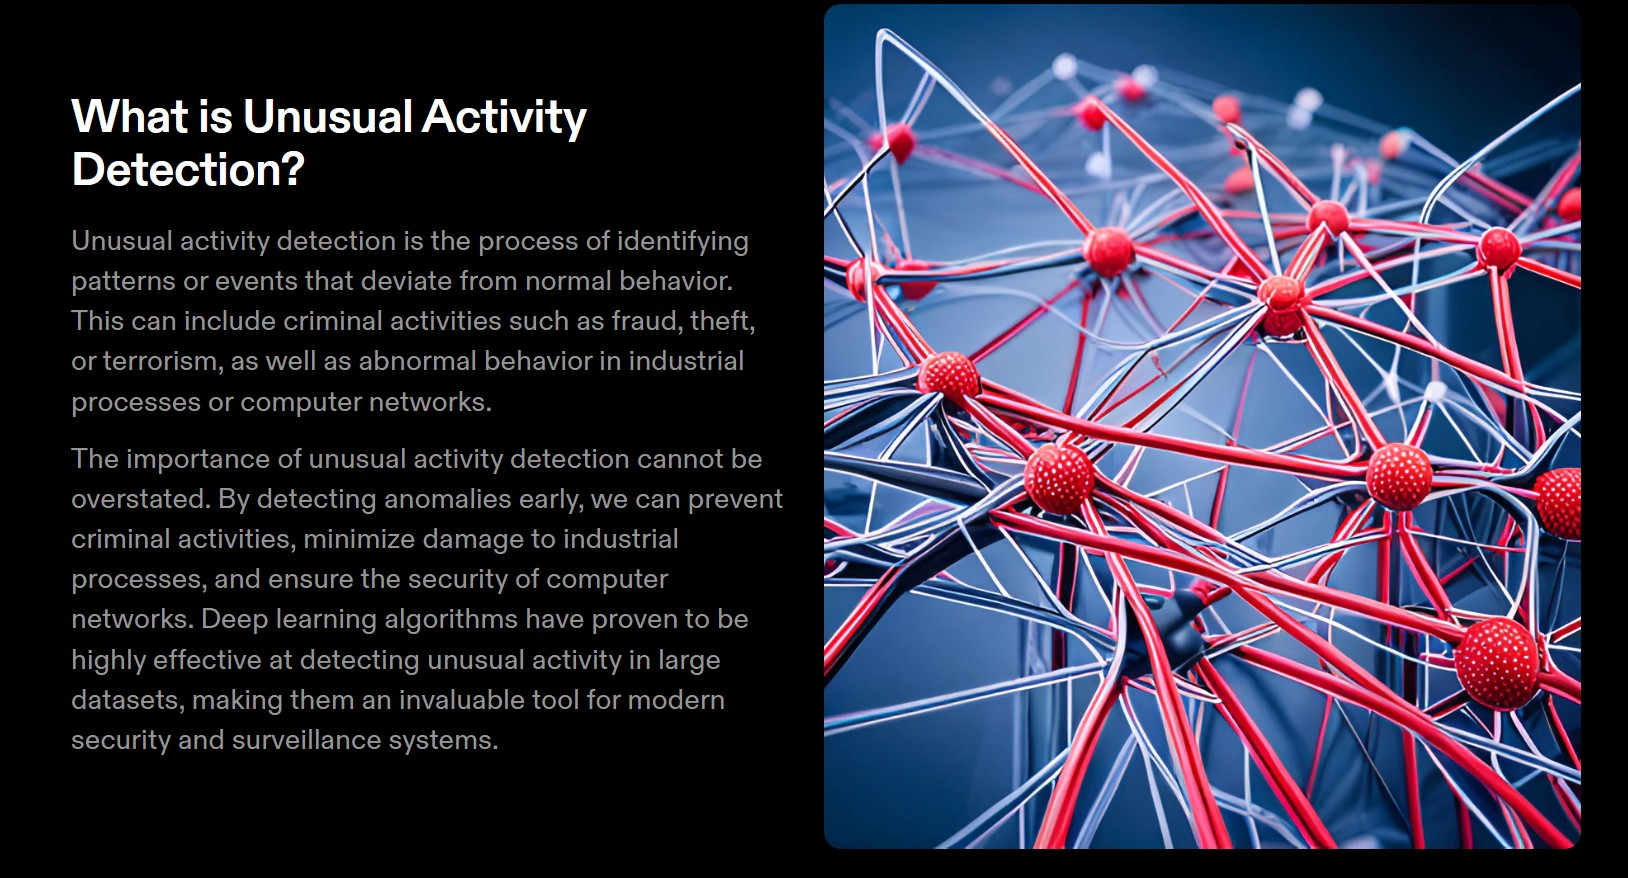 What is Unusual Activity
Detection?
Unusual activity detection is the process of identifying
patterns or events that deviate from normal behavior.
This can include criminal activities such as fraud, theft,
or terrorism, as well as abnormal behavior in industrial
processes or computer networks.
The importance of unusual activity detection cannot be
overstated. By detecting anomalies early, we can prevent
criminal activities, minimize damage to industrial
processes, and ensure the security of computer
networks. Deep learning algorithms have proven to be
highly effective at detecting unusual activity in large
datasets, making them an invaluable tool for modern
security and surveillance systems.